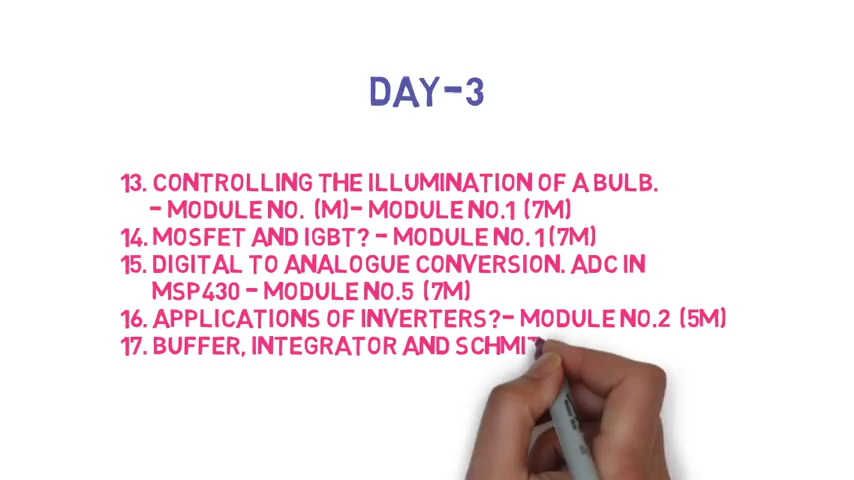 DAY-3
13. CONTROLLING THE ILLUMINATION OF A BULB.
- MODULE NO. (M)- MODULE NO.1 (7M)
14. MOSFET AND IGBT? - MODULE NO. 1(7M)
15. DIGITAL TO ANALOGUE CONVERSION. ADC IN
MSP430 - MODULE NO.5 (7M)
16. APPLICATIONS OF INVERTERS?- MODULE NO.2 (5M)
17. BUFFER, INTEGRATOR AND SCHMIT